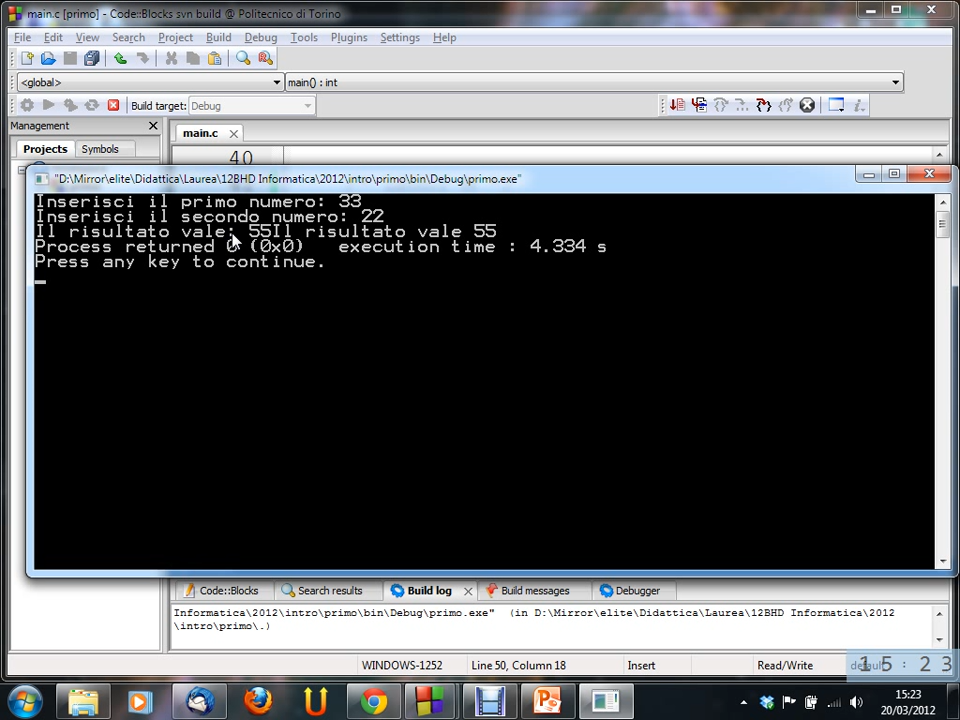 main.c [primo] - Code::Blocks svn build @ Politecnico di Torino
File Edit View Search Project Build Debug Tools Plugins Settings Help
<global> main() : int
Build target: Debug
Management
main.c
Projects Symbols
40
"D:\Mirror\elite\Didattica\Laurea\12BHD Informatica\2012\intro\primo\bin\Debug\primo.exe"
Inserisci il primo numero: 33
Inserisci il secondo numero: 22
Il risultato vale: 55Il risultato vale 55
Process returned 0 (0x0) execution time : 4.334 s
Press any key to continue.
Code::Blocks Search results Build log Build messages Debugger
Informatica\2012\intro\primo\bin\Debug\primo.exe" (in D:\Mirror\elite\Didattica\Laurea\12BHD Informatica\2012
\intro\primo\.)
WINDOWS-1252 Line 50, Column 18 Insert Read/Write default
15:23
15:23
20/03/2012